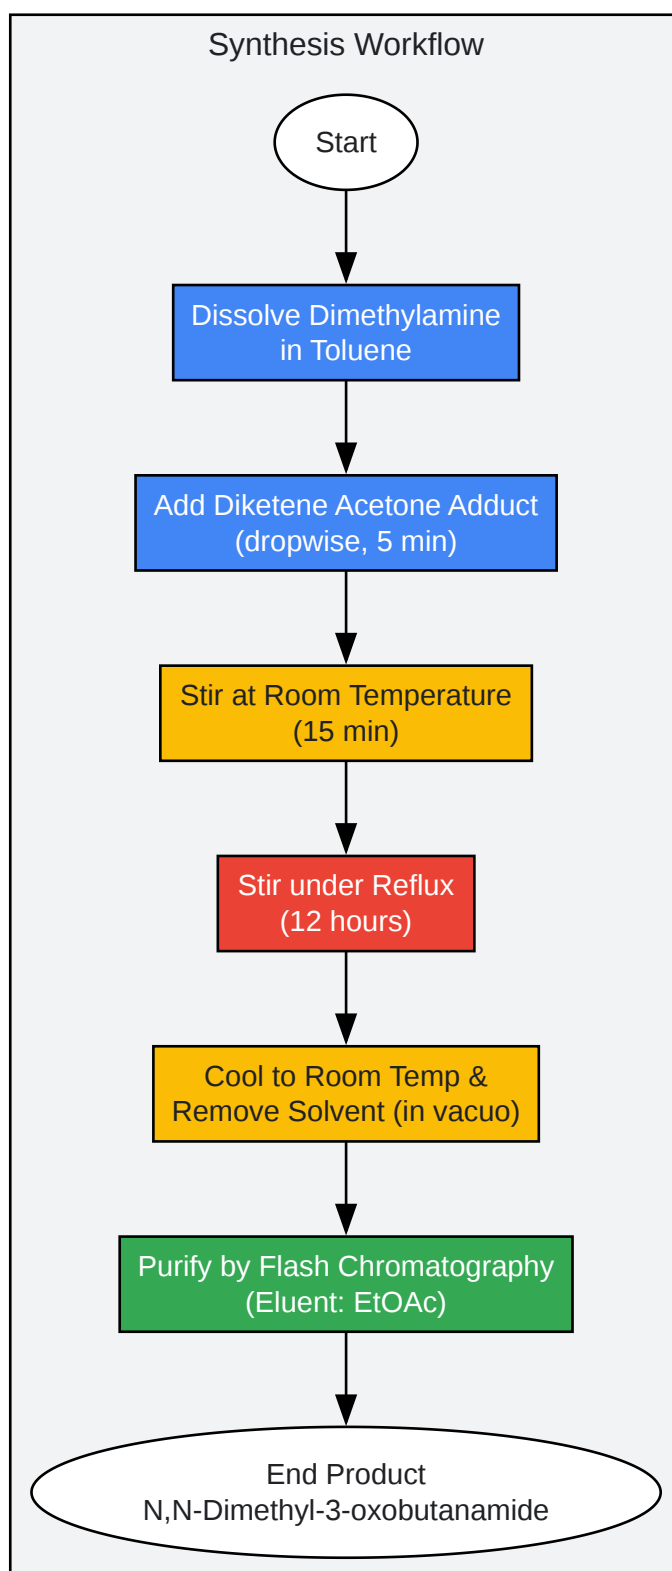 Synthesis Workflow
Start
Dissolve Dimethylamine
in Toluene
Add Diketene Acetone Adduct
(dropwise, 5 min)
Stir at Room Temperature
(15 min)
Stir under Reflux
(12 hours)
Cool to Room Temp &
Remove Solvent (in vacuo)
Purify by Flash Chromatography
(Eluent: EtOAc)
End Product
N,N-Dimethyl-3-oxobutanamide